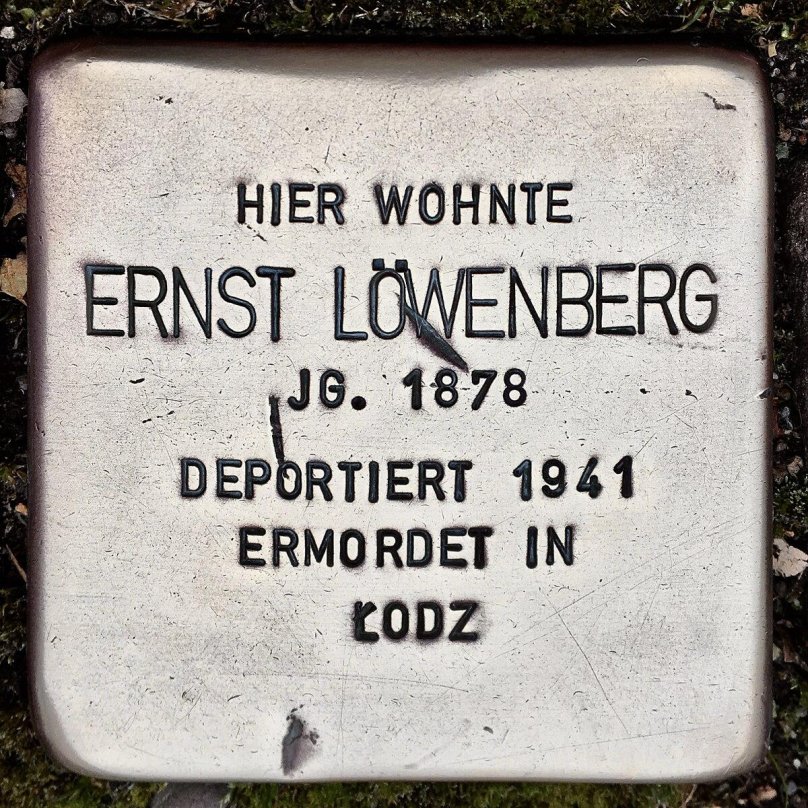 HIER WOHNTE
ERNST LÖWENBERG
JG. 1878
DEPORTIERT 1941
ERMORDET IN
ŁODZ